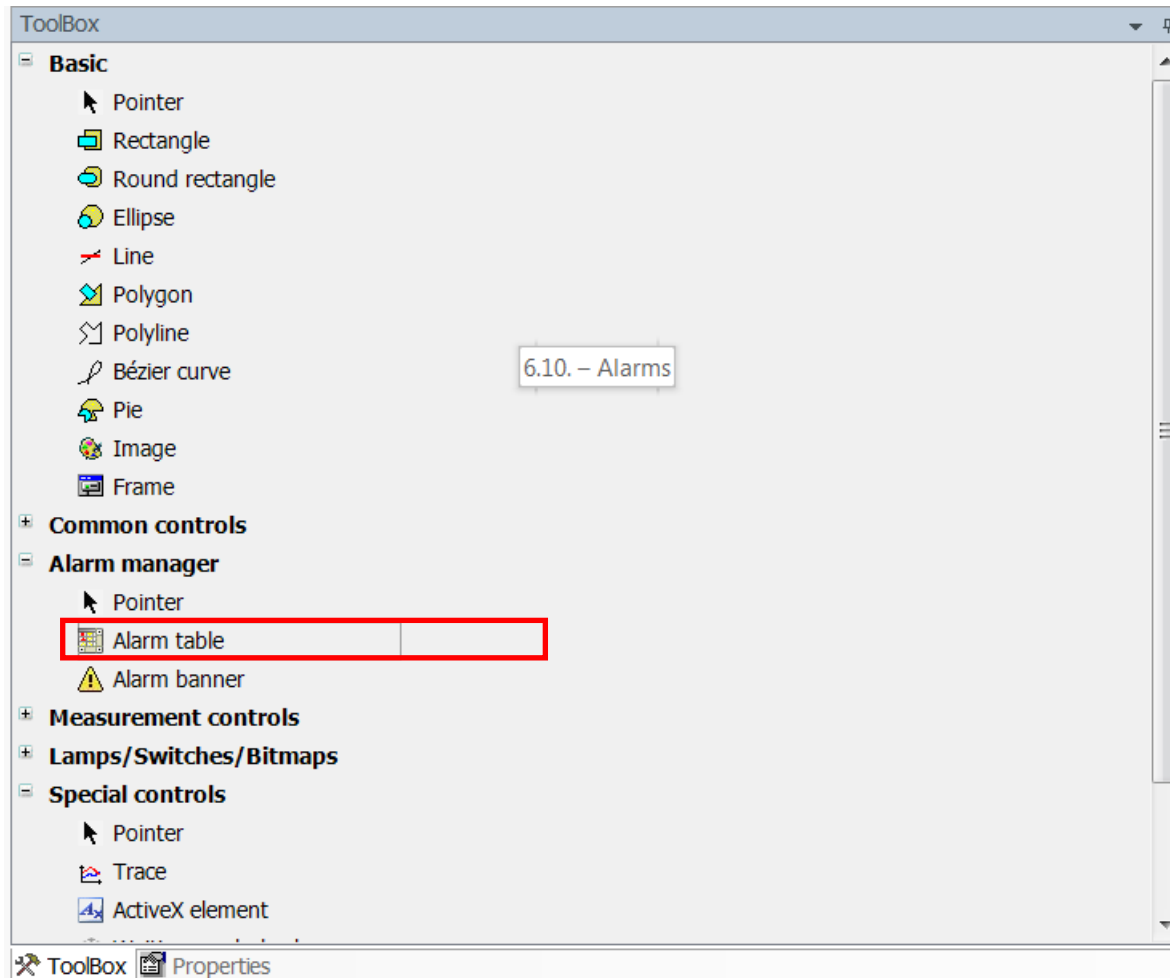 ToolBox
Basic
Pointer
Rectangle
Round rectangle
Ellipse
Line
Polygon
Polyline
Bézier curve
6.10. – Alarms
Pie
Image
Frame
Common controls
Alarm manager
Pointer
Alarm table
Alarm banner
Measurement controls
Lamps/Switches/Bitmaps
Special controls
Pointer
Trace
ActiveX element
ToolBox Properties